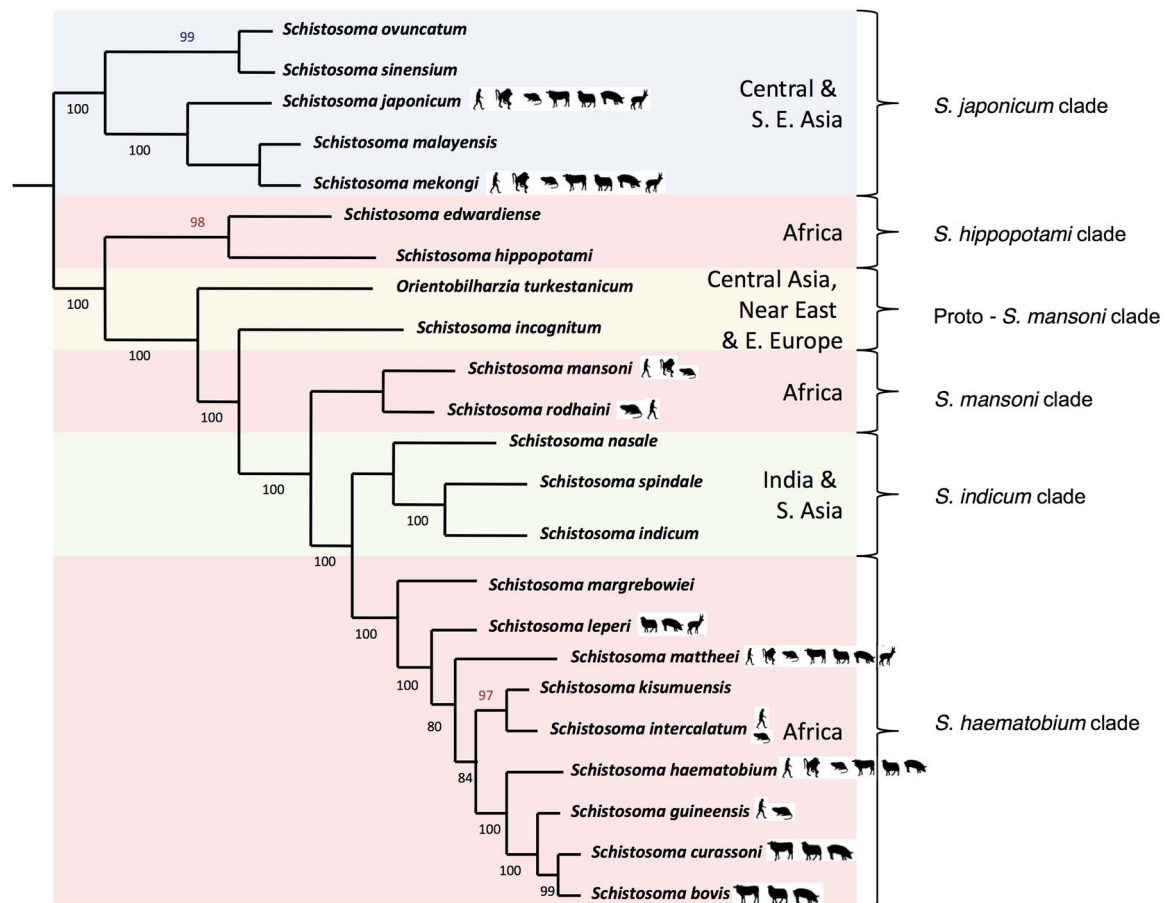 99
Schistosoma ovuncatum
Schistosoma sinensium
100
Schistosoma japonicum
Central &
S. E. Asia
S. japonicum clade
100
Schistosoma malayensis
Schistosoma mekongi
98
Schistosoma edwardiense
Africa
S. hippopotami clade
Schistosoma hippopotami
100
Orientobilharzia turkestanicum
Central Asia,
Near East
& E. Europe
Proto - S. mansoni clade
100
Schistosoma incognitum
100
Schistosoma mansoni
Africa
S. mansoni clade
Schistosoma rodhaini
100
Schistosoma nasale
Schistosoma spindale
India &
S. Asia
S. indicum clade
100
Schistosoma indicum
100
Schistosoma margrebowiei
100
Schistosoma leperi
100
Schistosoma mattheei
97
Schistosoma kisumuensis
80
Schistosoma intercalatum
Africa
S. haematobium clade
84
Schistosoma haematobium
Schistosoma guineensis
100
Schistosoma curassoni
100
99
Schistosoma bovis